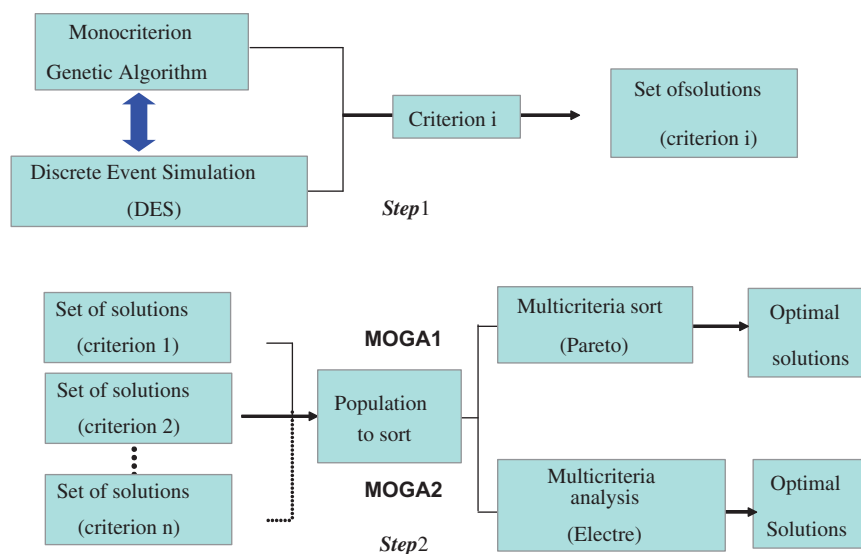 Monocriterion
Genetic Algorithm
Discrete Event Simulation
(DES)
Criterion i
Set ofsolutions
(criterion i)
Step1
Set of solutions
(criterion 1)
Set of solutions
(criterion 2)
Set of solutions
(criterion n)
MOGA1
Population
to sort
MOGA2
Step2
Multicriteria sort
(Pareto)
Optimal
solutions
Multicriteria
analysis
(Electre)
Optimal
Solutions